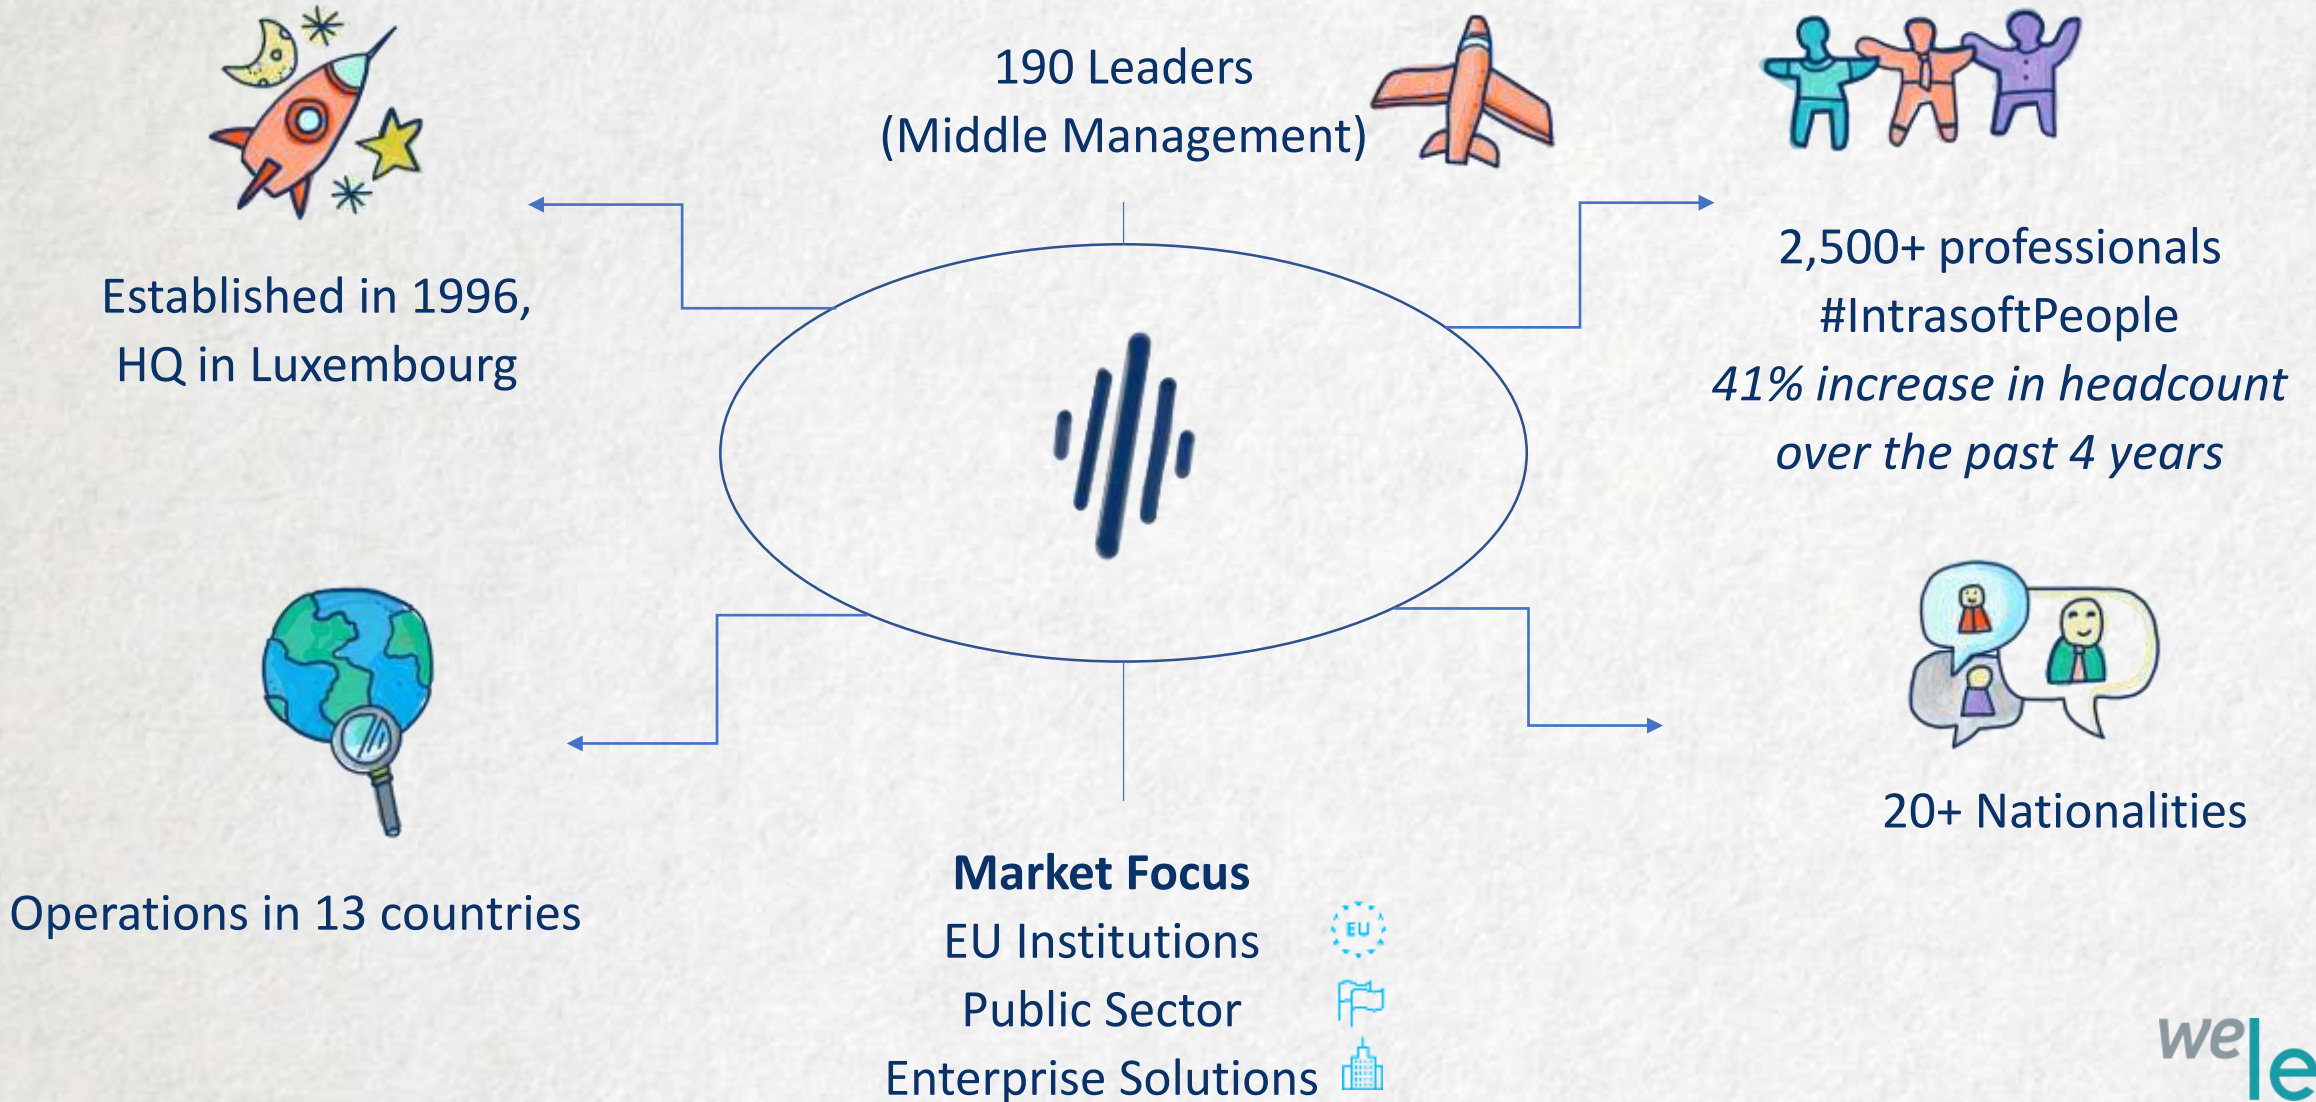 190 Leaders
(Middle Management)
Established in 1996,
HQ in Luxembourg
2,500+ professionals
#IntrasoftPeople
41% increase in headcount
over the past 4 years
Operations in 13 countries
20+ Nationalities
Market Focus
EU Institutions
EU
Public Sector
Enterprise Solutions
we le